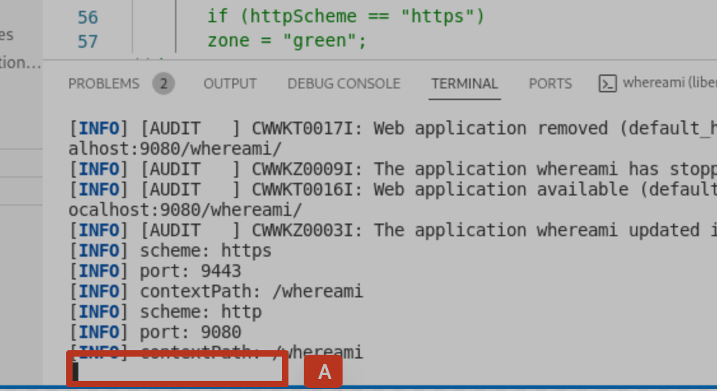 56 if (httpScheme == "https")
es
57 zone = "green";
tion...
PROBLEMS 2 OUTPUT DEBUG CONSOLE TERMINAL PORTS whereami (liber
[INFO] [AUDIT ] CWWKT0017I: Web application removed (default_h
alhost:9080/whereami/
[INFO] [AUDIT ] CWWKZ0009I: The application whereami has stopp
[INFO] [AUDIT ] CWWKT0016I: Web application available (default
ocalhost:9080/whereami/
[INFO] [AUDIT ] CWWKZ0003I: The application whereami updated i
[INFO] scheme: https
[INFO] port: 9443
[INFO] contextPath: /whereami
[INFO] scheme: http
[INFO] port: 9080
[INFO] contextPath: /whereami
A